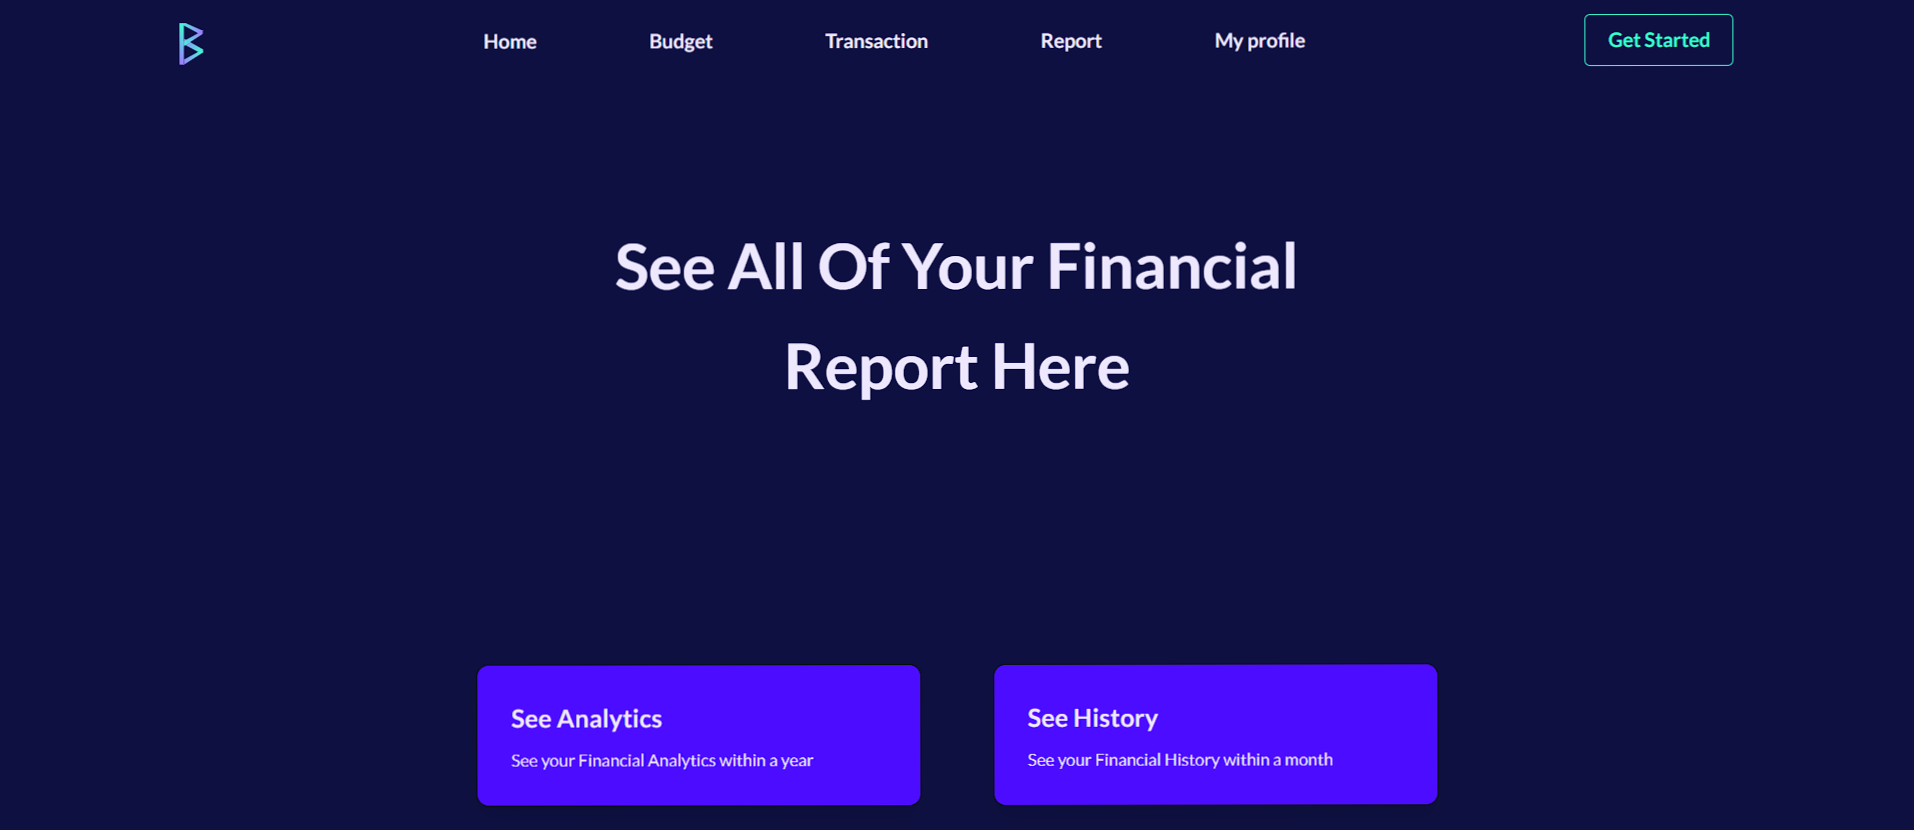 Home
Budget
Transaction
Report
My profile
Get Started
See All Of Your Financial
Report Here
See Analytics
See your Financial Analytics within a year
See History
See your Financial History within a month